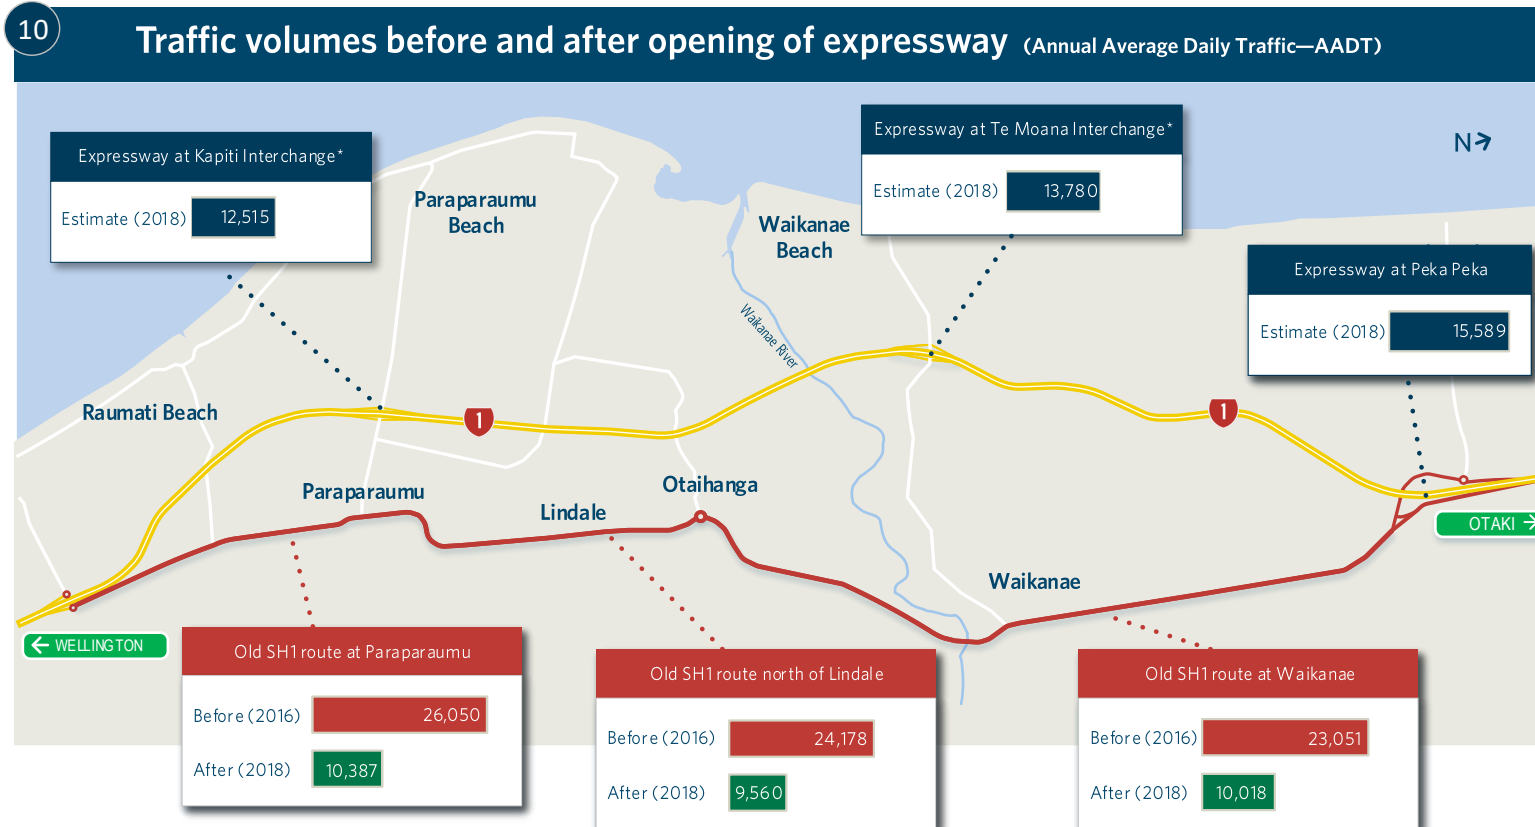 10
Traffic volumes before and after opening of expressway (Annual Average Daily Traffic—AADT)
Expressway at Kapiti Interchange*
Estimate (2018) 12,515
Expressway at Te Moana Interchange*
Estimate (2018) 13,780
N
Paraparaumu
Beach
Waikanae
Beach
Expressway at Peka Peka
Estimate (2018) 15,589
Waikanae River
Raumati Beach
1
1
Paraparaumu
Lindale
Otaihanga
OTAKI
Waikanae
WELLINGTON
Old SH1 route at Paraparaumu
Before (2016) 26,050
After (2018) 10,387
Old SH1 route north of Lindale
Before (2016) 24,178
After (2018) 9,560
Old SH1 route at Waikanae
Before (2016) 23,051
After (2018) 10,018